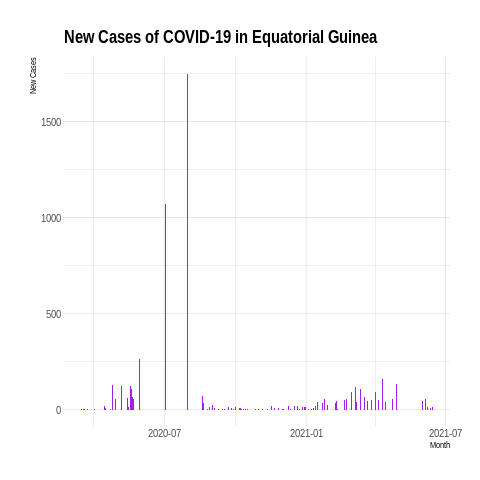 New Cases of COVID-19 in Equatorial Guinea
New Cases
1500
1000
500
0
2020-07
2021-01
2021-07
Month